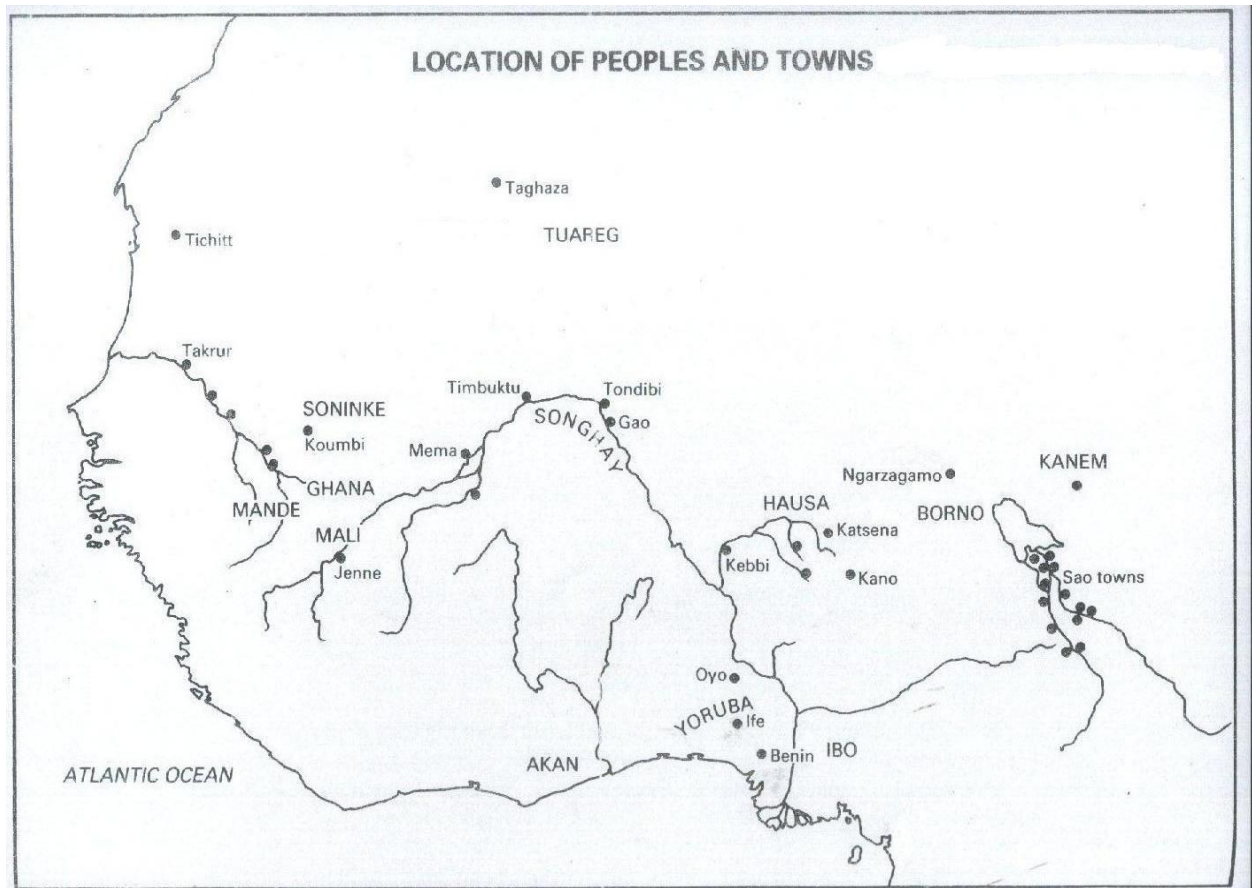 LOCATION OF PEOPLES AND TOWNS
Taghaza
TUAREG
Tichitt
Takrur
Timbuktu
Tondibi
SONINKE
SONGHAY
Gao
Koumbi
Mema
KANEM
Ngarzagamo
GHANA
HAUSA
MANDE
BORNO
MALI
Katsena
Jenne
Kebbi
Kano
Sao towns
Oyo
YORUBA
Ife
Benin
IBO
AKAN
ATLANTIC OCEAN